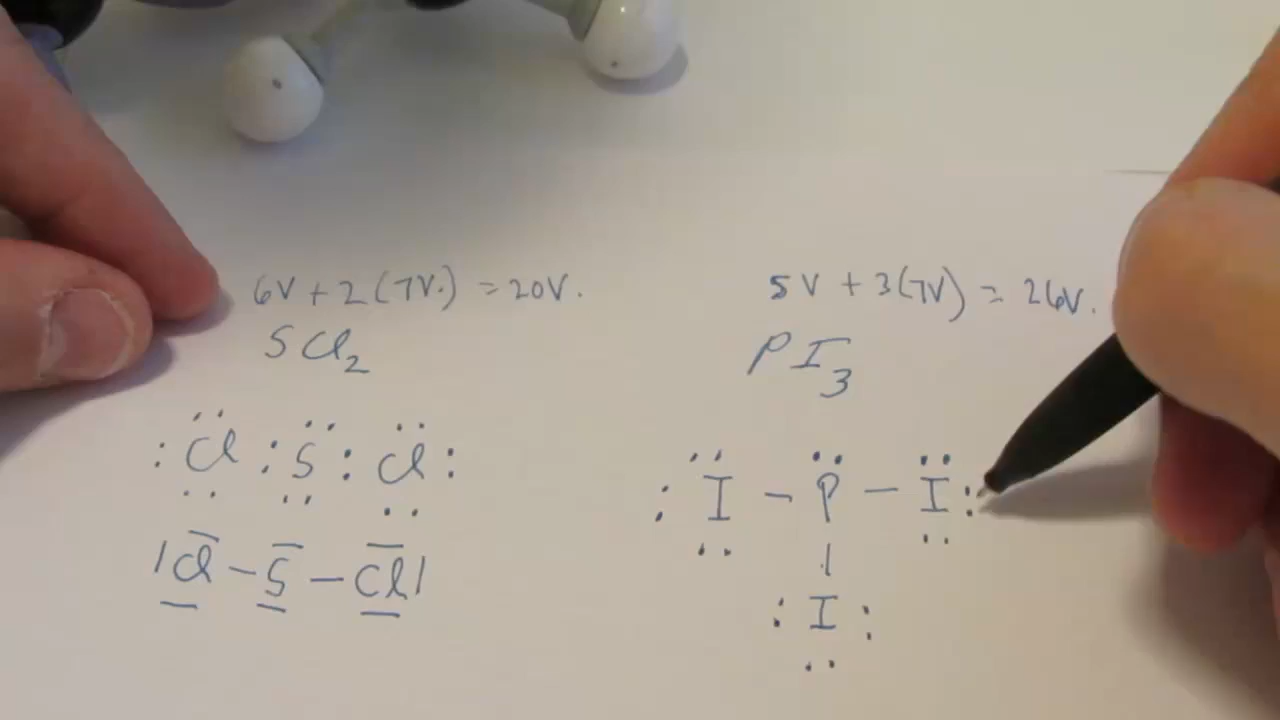 6V + 2(7V.) = 20V.
SCl₂
:Cl:S:Cl:
|Cl-S-Cl|
5V + 3(7V) = 26V.
PI₃
:I - P - I:
|
:I: